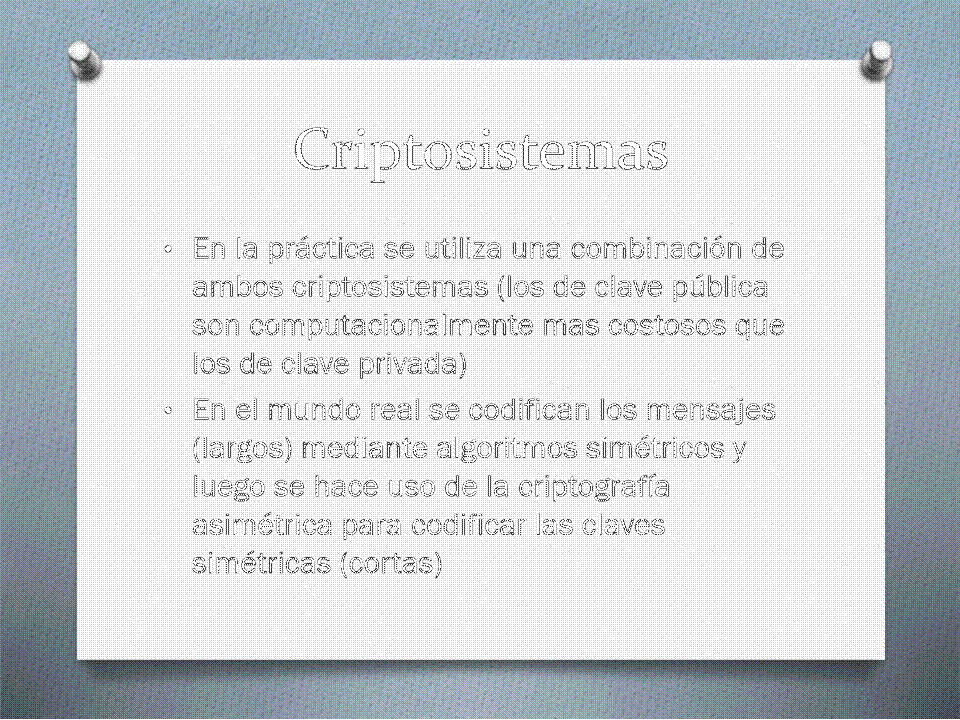 Criptosistemas
• En la práctica se utiliza una combinación de
ambos criptosistemas (los de clave pública
son computacionalmente mas costosos que
los de clave privada)
• En el mundo real se codifican los mensajes
(largos) mediante algoritmos simétricos y
luego se hace uso de la criptografía
asimétrica para codificar las claves
simétricas (cortas)